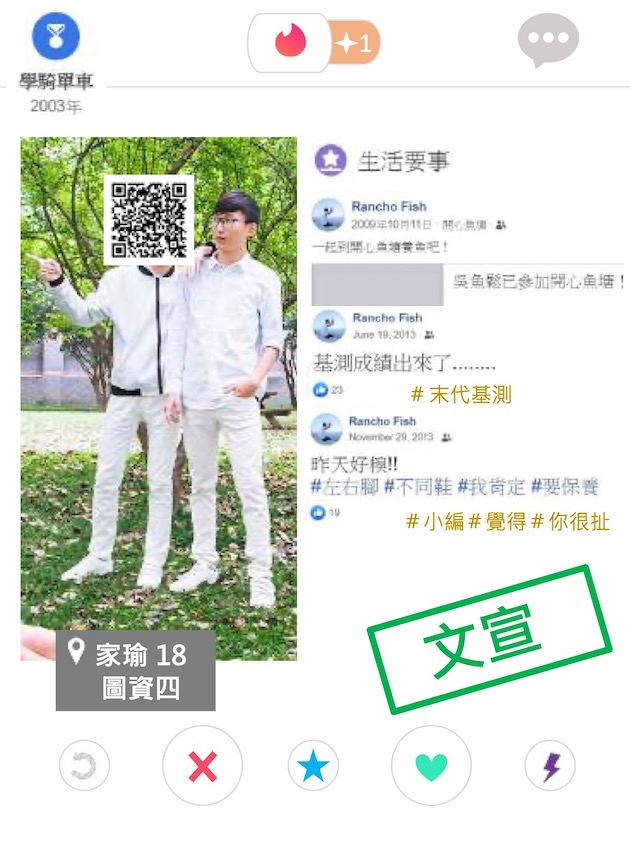 1
學騎單車
2003年
生活要事
Rancho Fish
2009年10月11日 · 開心魚塘
一起到開心魚塘養魚吧！
吳魚鬆已參加開心魚塘！
Rancho Fish
June 19, 2013
基測成績出來了........
23
#末代基測
Rancho Fish
November 29, 2013
昨天好糗!!
#左右腳 #不同鞋 #我肯定 #要保養
19
#小編#覺得#你很扯
文宣
家瑜 18
圖資四